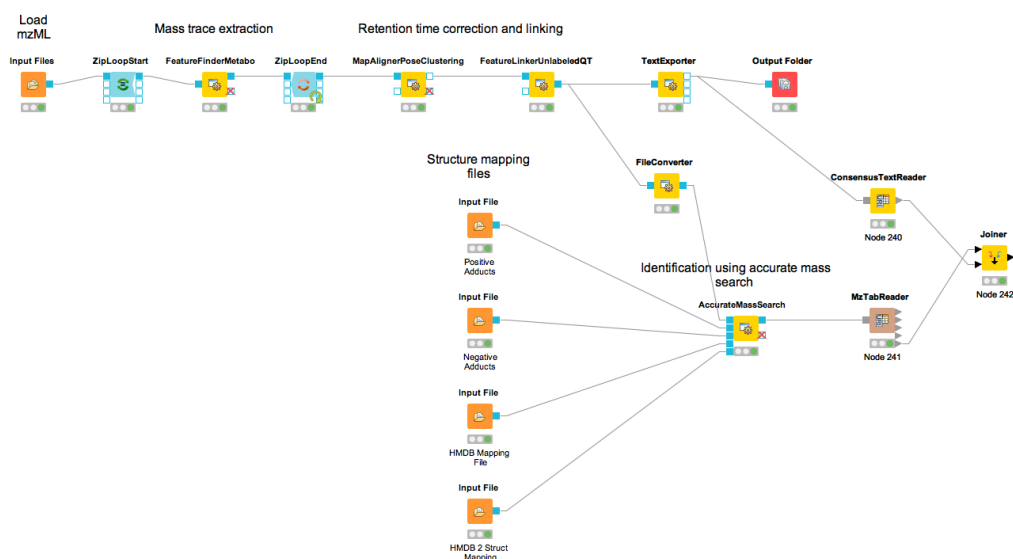 Load
mzML
Mass trace extraction
Retention time correction and linking
Input Files
ZipLoopStart
FeatureFinderMetabo
ZipLoopEnd
MapAlignerPoseClustering
FeatureLinkerUnlabeledQT
TextExporter
Output Folder
Structure mapping
files
FileConverter
ConsensusTextReader
Node 240
Input File
Positive
Adducts
Joiner
Node 242
Identification using accurate mass
search
AccurateMassSearch
MzTabReader
Node 241
Input File
Negative
Adducts
Input File
HMDB Mapping
File
Input File
HMDB 2 Struct
Mapping